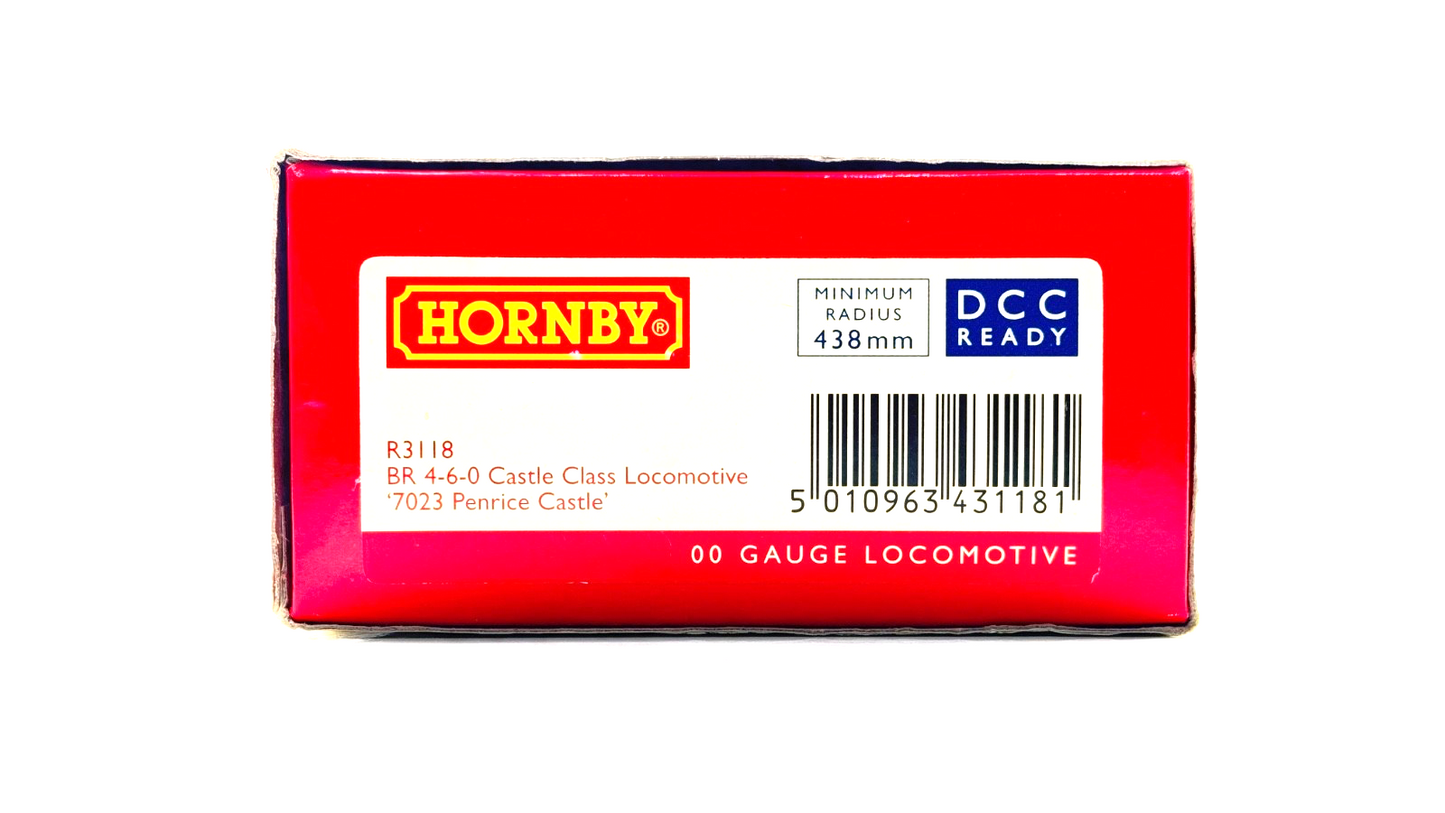 HORNBY®
MINIMUM
RADIUS
438mm
DCC
READY
R3118
BR 4-6-0 Castle Class Locomotive
‘7023 Penrice Castle’
5 010963 431181
00 GAUGE LOCOMOTIVE